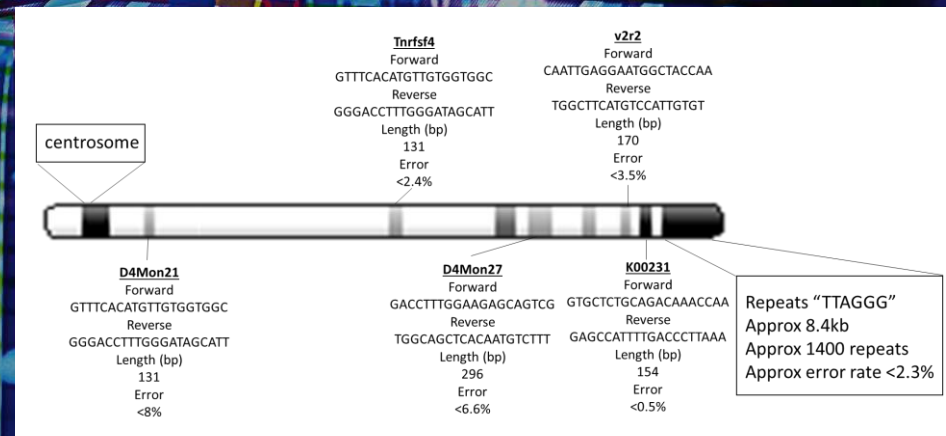 Tnrfsf4
Forward
GTTTCACATGTTGTGGTGGC
Reverse
GGGACCTTTGGGATAGCATT
Length (bp)
131
Error
<2.4%
v2r2
Forward
CAATTGAGGAATGGCTACCAA
Reverse
TGGCTTCATGTCCATTGTGT
Length (bp)
170
Error
<3.5%
centrosome
D4Mon21
Forward
GTTTCACATGTTGTGGTGGC
Reverse
GGGACCTTTGGGATAGCATT
Length (bp)
131
Error
<8%
D4Mon27
Forward
GACCTTTGGAAGAGCAGTCG
Reverse
TGGCAGCTCACAATGTCTTT
Length (bp)
296
Error
<6.6%
K00231
Forward
GTGCTCTGCAGACAAACCAA
Reverse
GAGCCATTTTGACCCTTAAA
Length (bp)
154
Error
<0.5%
Repeats “TTAGGG”
Approx 8.4kb
Approx 1400 repeats
Approx error rate <2.3%